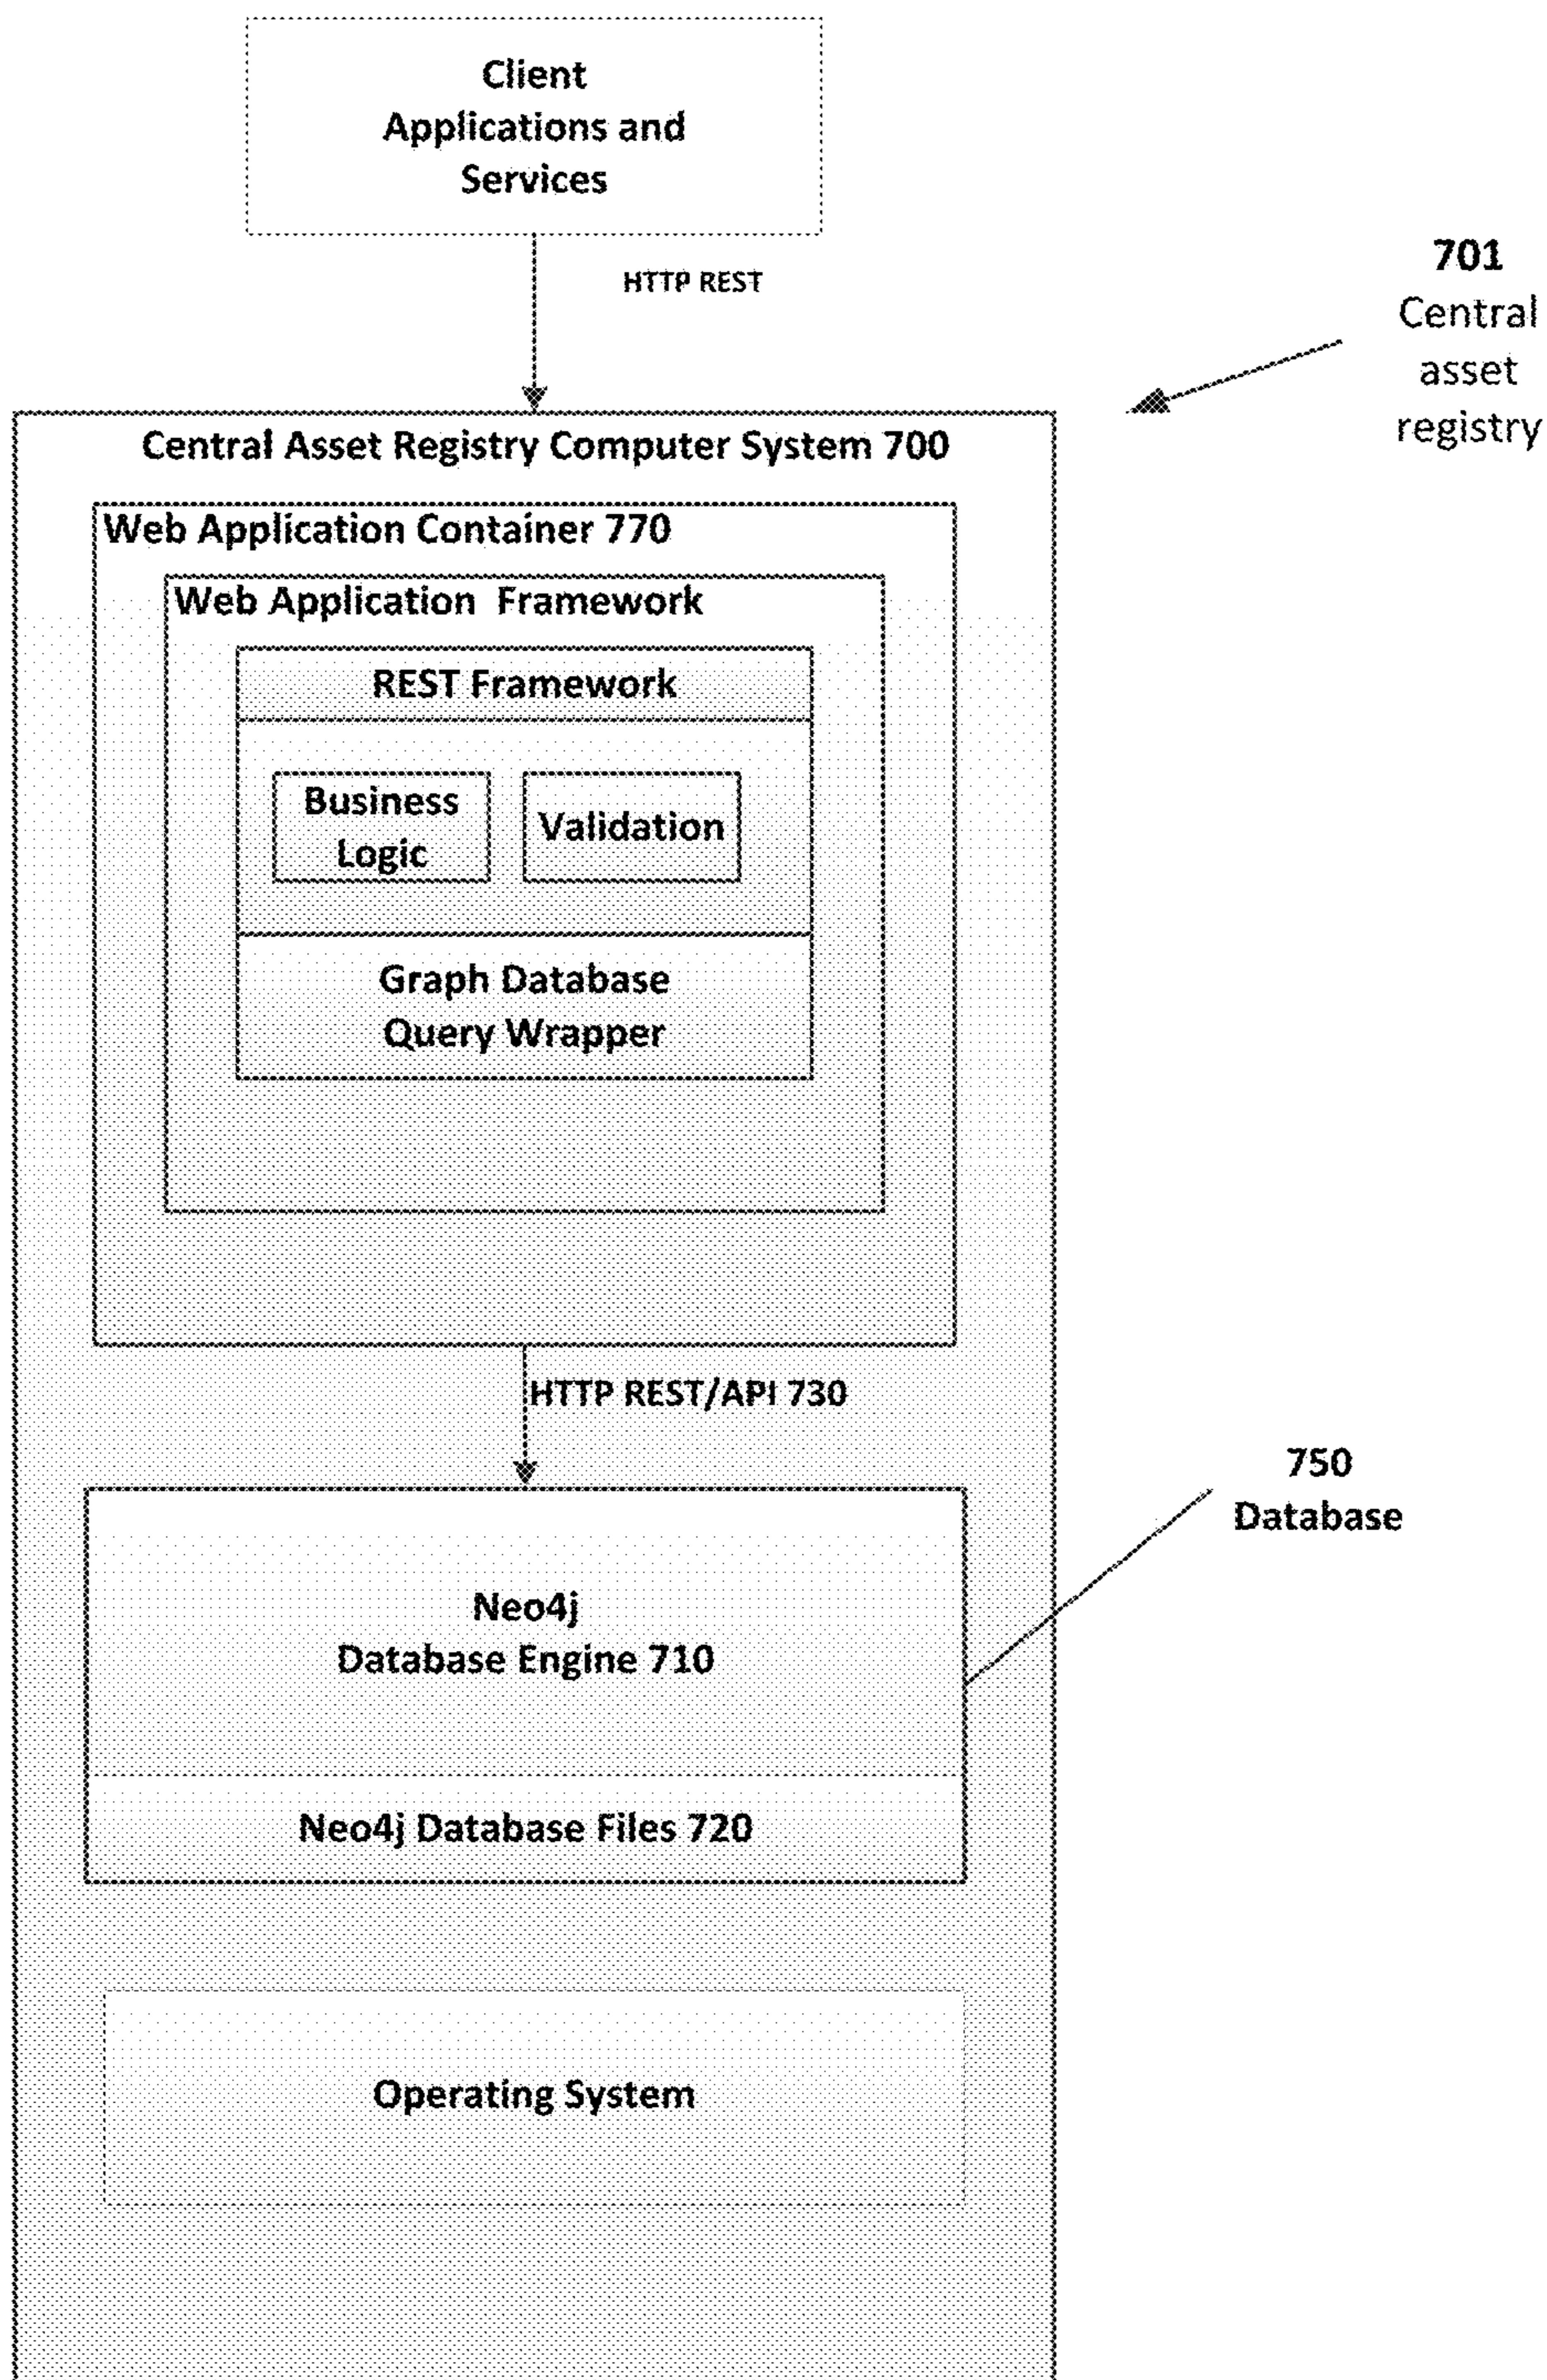 Client
Applications and
Services
HTTP REST
701
Central
asset
registry
Central Asset Registry Computer System 700
Web Application Container 770
Web Application Framework
REST Framework
Business
Logic
Validation
Graph Database
Query Wrapper
HTTP REST/API 730
750
Database
Neo4j
Database Engine 710
Neo4j Database Files 720
Operating System